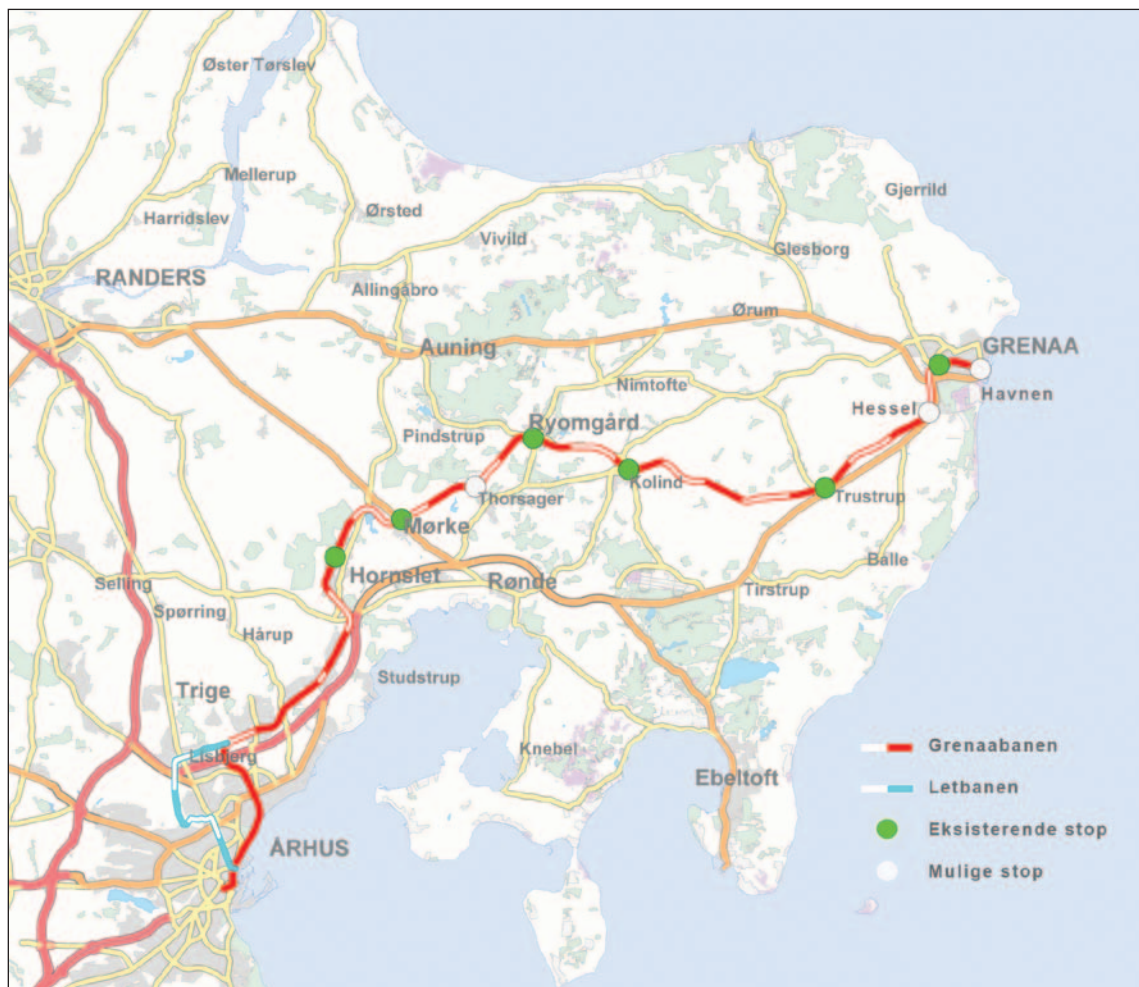 Øster Tørslev
Mellerup
Harridslev
Ørsted
Gjerrild
Vivild
Glesborg
RANDERS
Allingåbro
Ørum
Auning
GRENAA
Nimtofte
Havnen
Hessel
Ryomgård
Pindstrup
Kolind
Thorsager
Trustrup
Mørke
Balle
Hornslet
Rønde
Selling
Tirstrup
Spørring
Hårup
Studstrup
Trige
Lisbjerg
Knebel
Ebeltoft
ÅRHUS
Grenaabanen
Letbanen
Eksisterende stop
Mulige stop